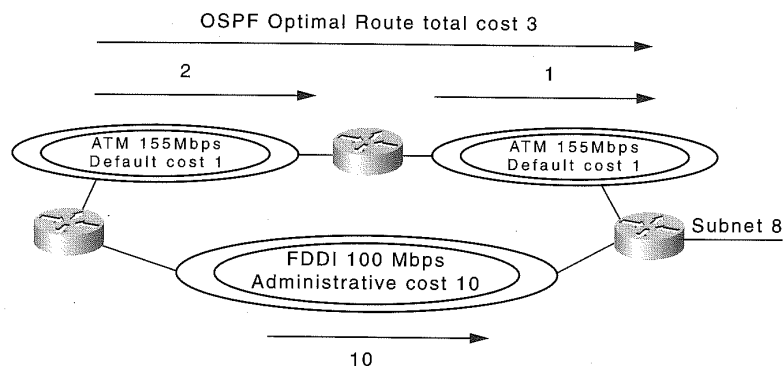 OSPF Optimal Route total cost 3
2
1
ATM 155Mbps
Default cost 1
ATM 155Mbps
Default cost 1
Subnet 8
FDDI 100 Mbps
Administrative cost 10
10